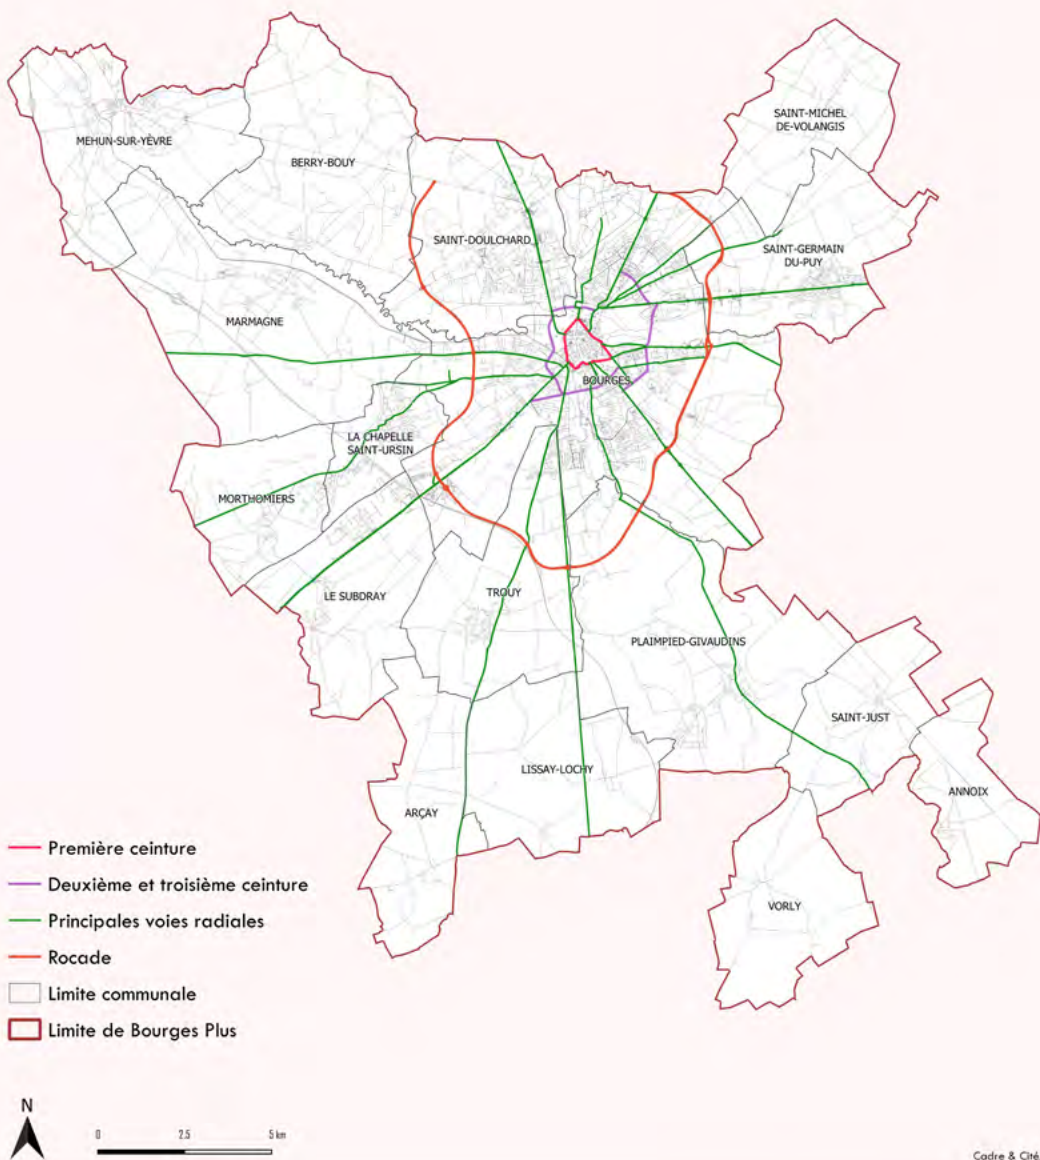 SAINT-MICHEL
DE-VOLANGIS
MEHUN-SUR-YÈVRE
BERRY-BOUY
SAINT-DOULCHARD
SAINT-GERMAIN
DU-PUY
MARMAGNE
BOURGES
LA CHAPELLE
SAINT-URSIN
MORTHOMIERS
LE SUBDRAY
TROUY
PLAIMPIED-GIVAUDINS
SAINT-JUST
LISSAY-LOCHY
ANNOIX
ARÇAY
VORLY
Première ceinture
Deuxième et troisième ceinture
Principales voies radiales
Rocade
Limite communale
Limite de Bourges Plus
N
0 2.5 5 km
Cadre & Cité